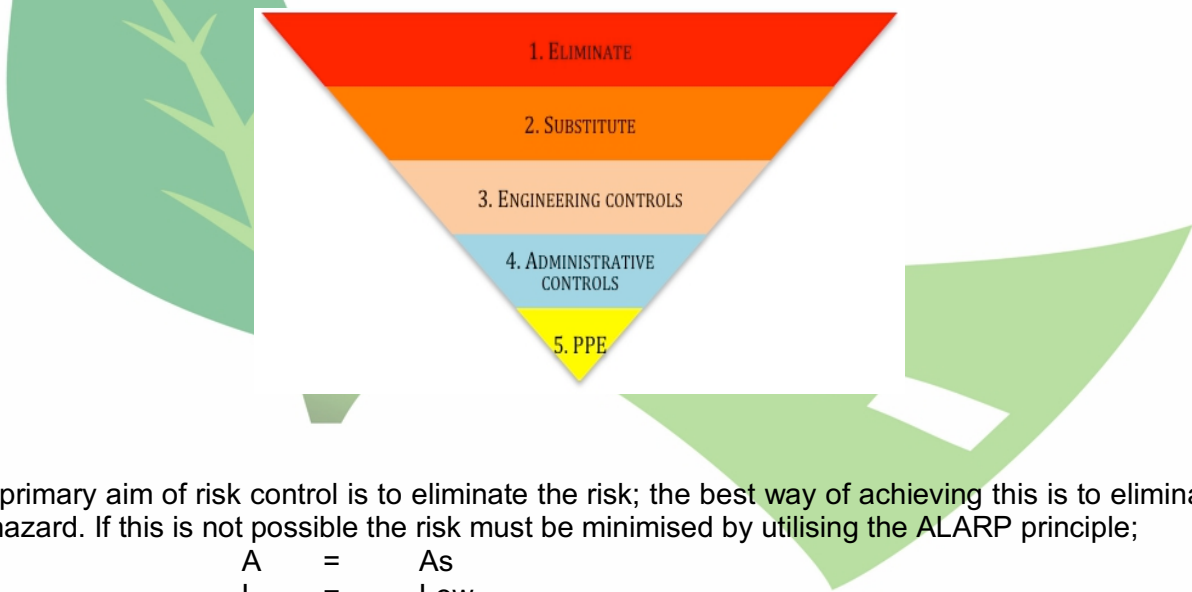 1. ELIMINATE
2. SUBSTITUTE
3. ENGINEERING CONTROLS
4. ADMINISTRATIVE
CONTROLS
5. PPE
primary aim of risk control is to eliminate the risk; the best way of achieving this is to
hazard. If this is not possible the risk must be minimised by utilising the ALARP principle;
A = As